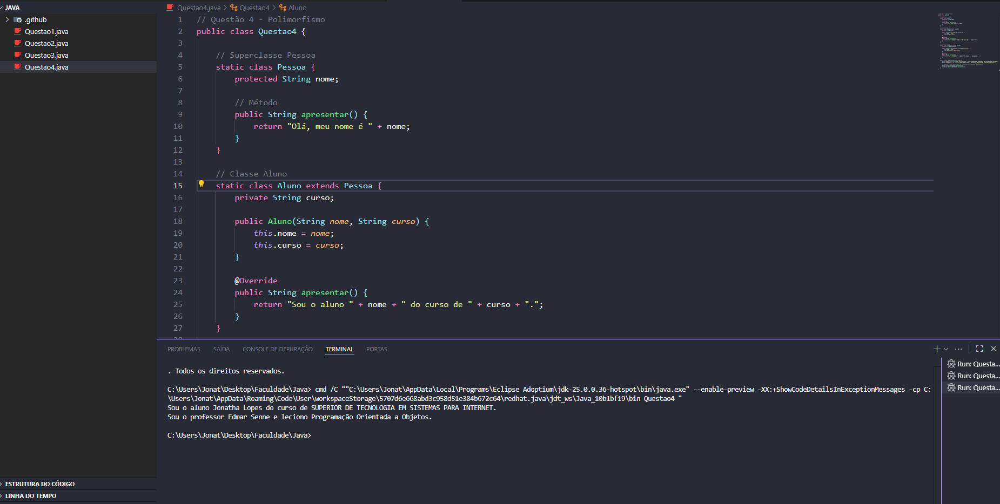 JAVA
.github
Questao1.java
Questao2.java
Questao3.java
Questao4.java
ESTRUTURA DO CÓDIGO
LINHA DO TEMPO
Questao4.java > Questao4 > Aluno
1 // Questão 4 - Polimorfismo
2 public class Questao4 {
3
4 // Superclasse Pessoa
5 static class Pessoa {
6 protected String nome;
7
8 // Método
9 public String apresentar() {
10 return "Olá, meu nome é " + nome;
11 }
12 }
13
14 // Classe Aluno
15 static class Aluno extends Pessoa {
16 private String curso;
17
18 public Aluno(String nome, String curso) {
19 this.nome = nome;
20 this.curso = curso;
21 }
22
23 @Override
24 public String apresentar() {
25 return "Sou o aluno " + nome + " do curso de " + curso + ".";
26 }
27 }
PROBLEMAS SAÍDA CONSOLE DE DEPURAÇÃO TERMINAL PORTAS
. Todos os direitos reservados.
C:\Users\Jonat\Desktop\Faculdade\Java> cmd /C ""C:\Users\Jonat\AppData\Local\Programs\Eclipse Adoptium\jdk-25.0.0.36-hotspot\bin\java.exe" --enable-preview -XX:+ShowCodeDetailsInExceptionMessages -cp C:
\Users\Jonat\AppData\Roaming\Code\User\workspaceStorage\5707d6e668abd3c958d51e384b672c64\redhat.java\jdt_ws\Java_10b1bf19\bin Questao4 "
Sou o aluno Jonatha Lopes do curso de SUPERIOR DE TECNOLOGIA EM SISTEMAS PARA INTERNET.
Sou o professor Edmar Senne e leciono Programação Orientada a Objetos.
C:\Users\Jonat\Desktop\Faculdade\Java>
Run: Questa...
Run: Questa...
Run: Questa...